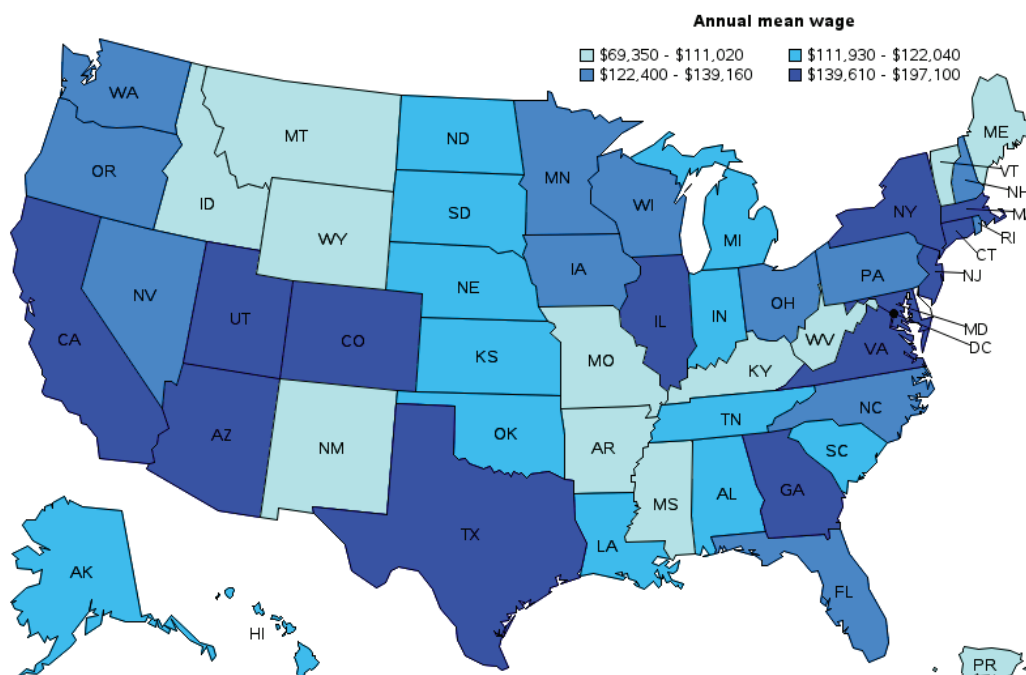 Annual mean wage
$69,350 - $111,020 $111,930 - $122,040
$122,400 - $139,160 $139,610 - $197,100
WA
MT
ND
MN
ME
VT
OR
ID
SD
WI
NH
NY
MA
WY
MI
RI
CT
IA
PA
NJ
NV
NE
OH
UT
CO
IL
IN
WV
MD
DC
CA
KS
MO
KY
VA
AZ
NM
OK
TN
NC
AR
SC
MS
AL
GA
TX
LA
AK
FL
HI
PR